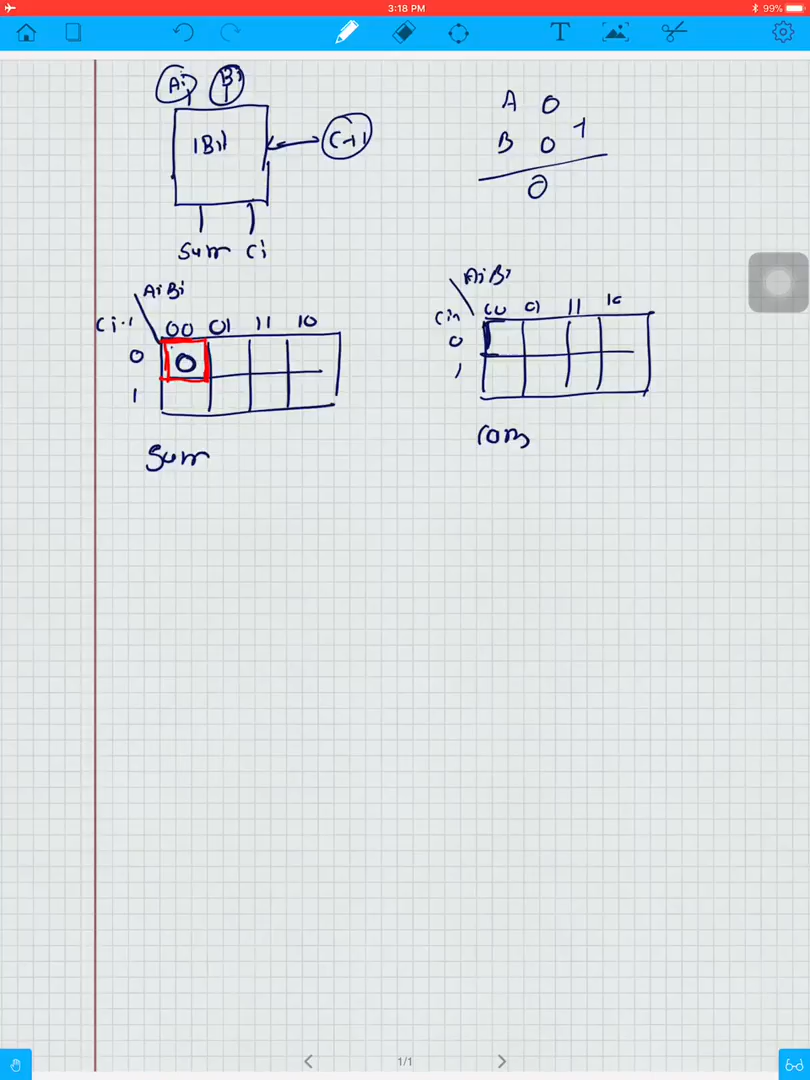 3:18 PM
99%
T
Ai Bi
1Bit
Ci-1
Sum Ci
A 0
B 0 1
0
AiBi
Ci-1 00 01 11 10
0 0
1
Sum
AiBi
Cin 00 01 11 10
0
1
1/1